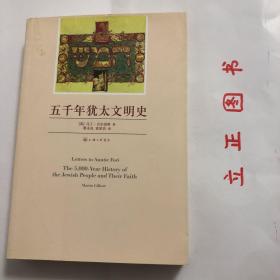 五千年犹太文明史
Letters to Auntie Fori
The 5,000-Year History of
the Jewish People and Their Faith
Martin Gilbert
立正图书